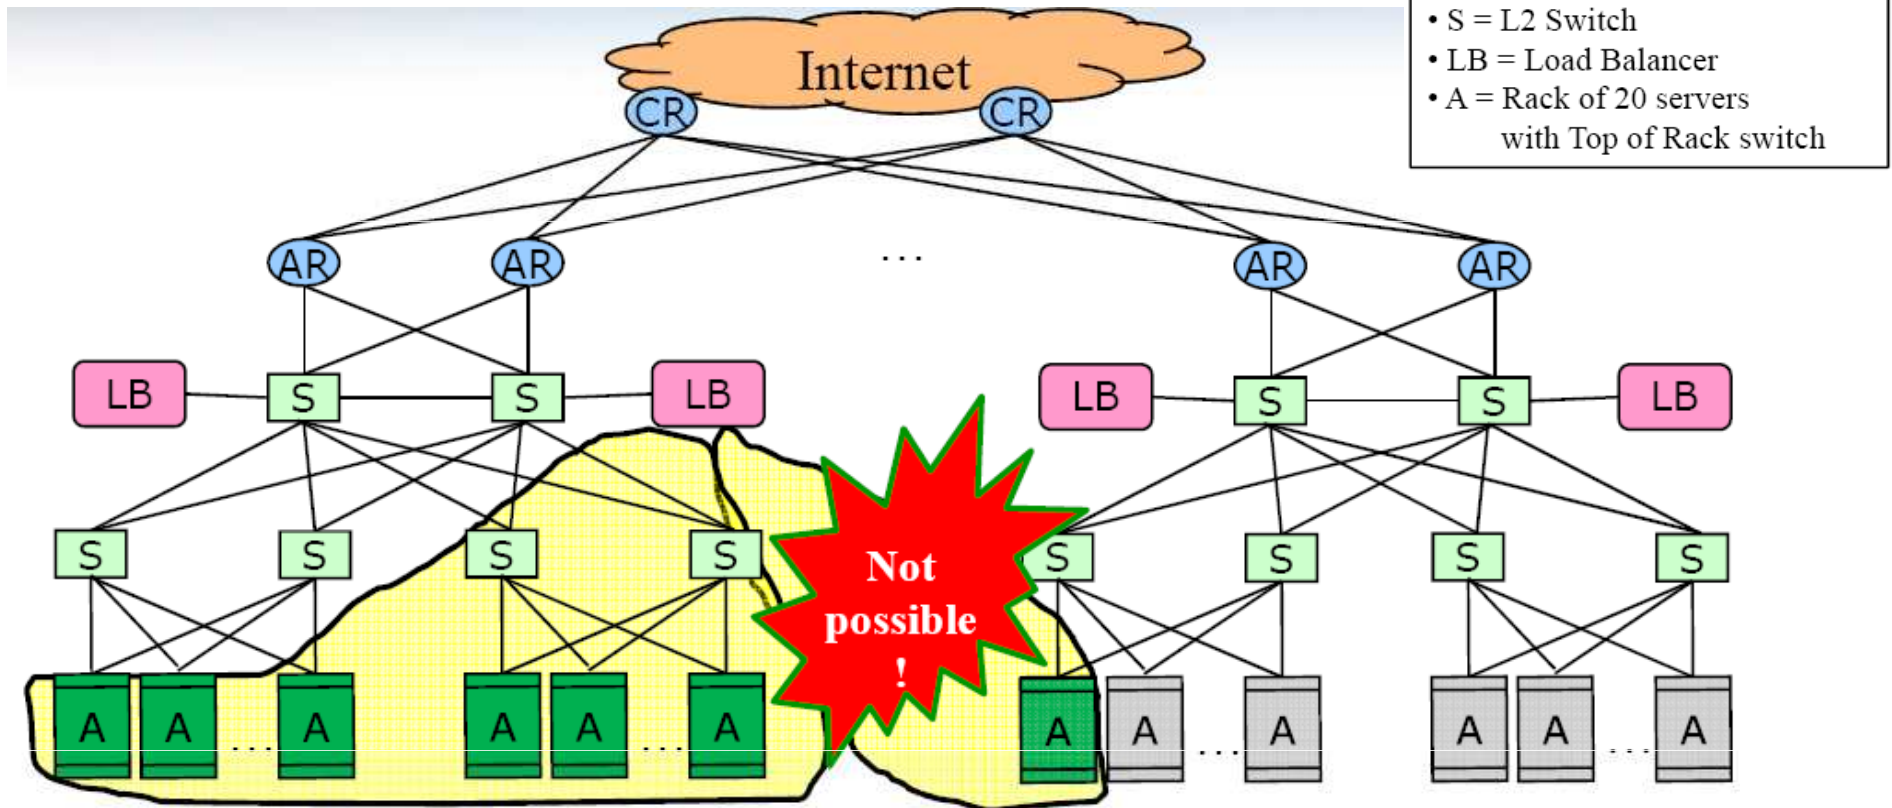 • S = L2 Switch
• LB = Load Balancer
• A = Rack of 20 servers
with Top of Rack switch
Internet
CR CR
AR AR ... AR AR
LB S S LB LB S S LB
S S S S S S S S
Not
possible
!
A A ... A A A ... A A A ... A A A ... A